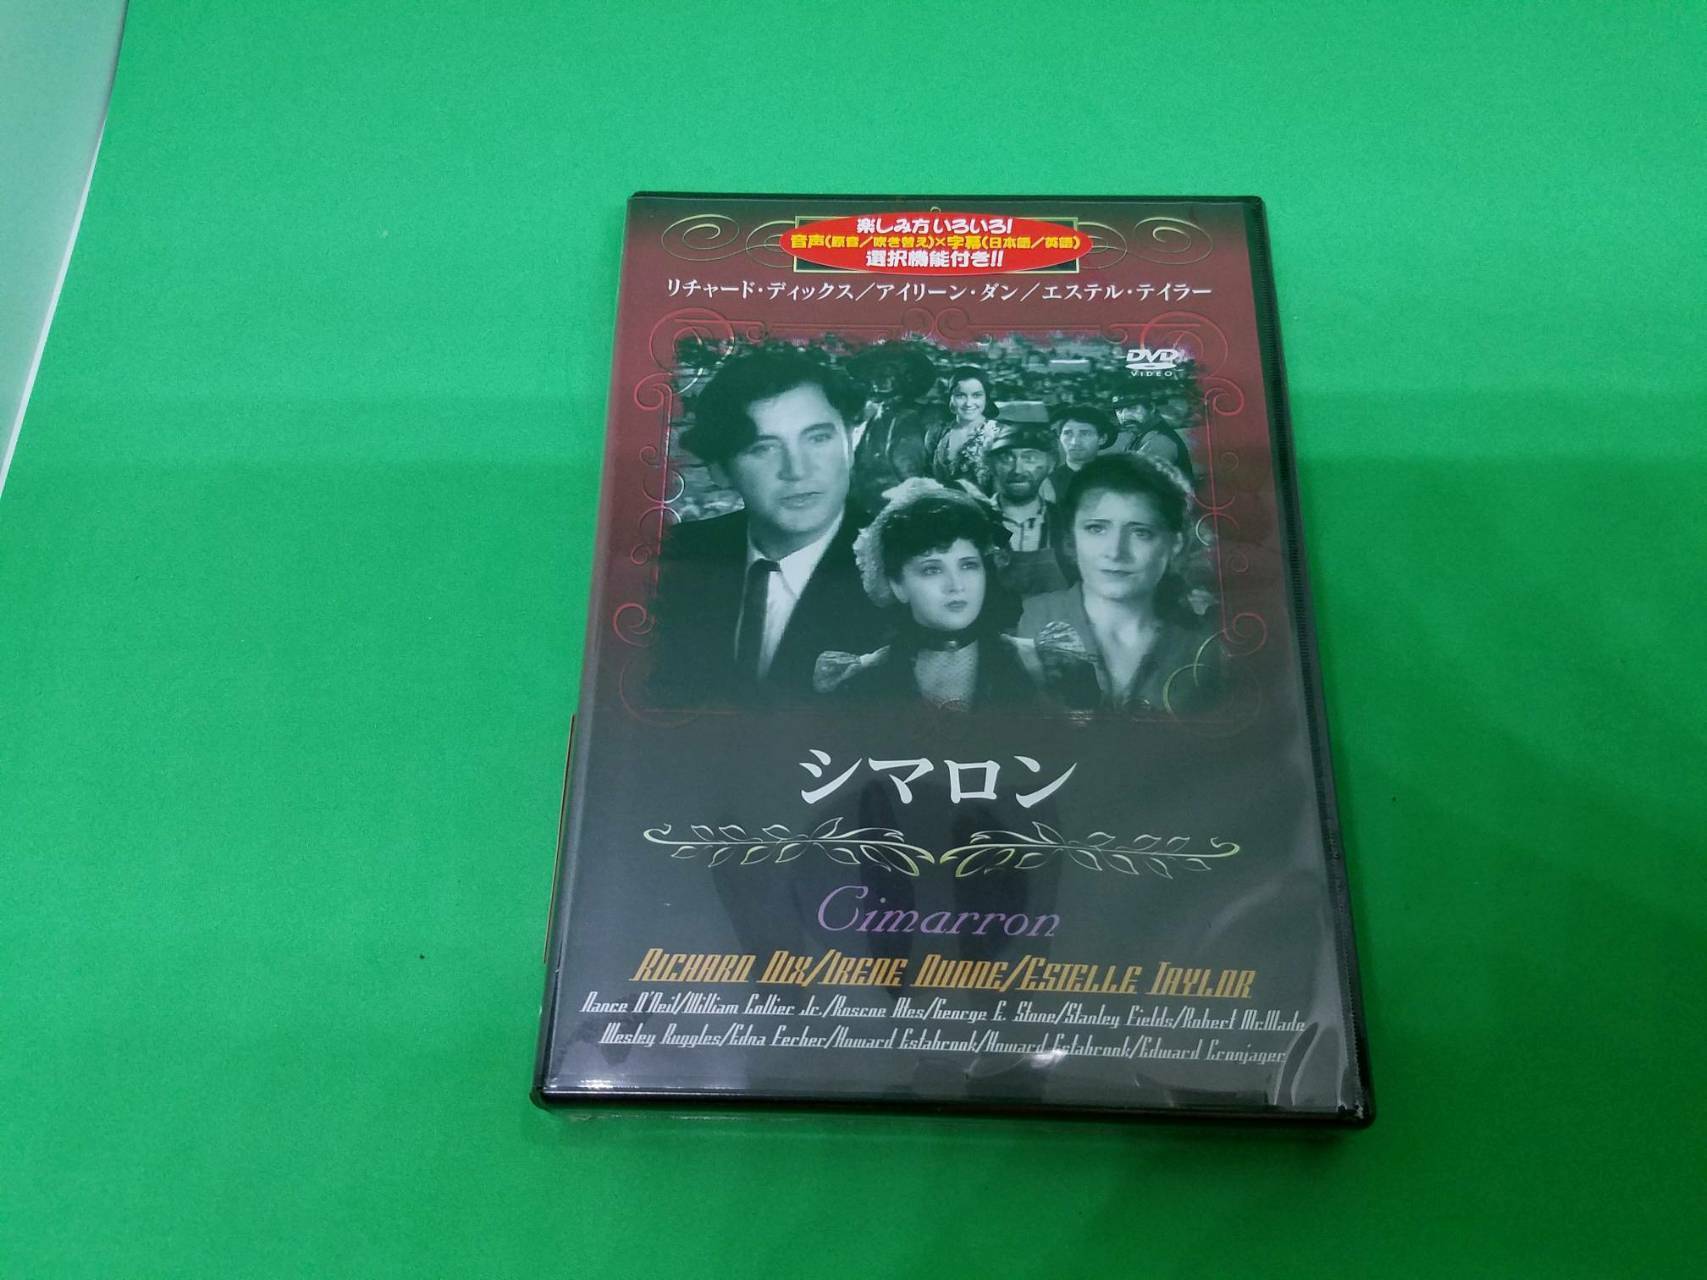 楽しみ方いろいろ!
音声(原音/吹き替え)×字幕(日本語/英語)
選択機能付き!!
リチャード・ディックス/アイリーン・ダン/エステル・テイラー
DVD
VIDEO
シマロン
Cimarron
RICHARD DIX/IRENE DUNNE/ESTELLE TAYLOR
Nance O'Neil/William Collier Jr./Roscoe Ates/George E. Stone/Stanley Fields/Robert McWade
Wesley Ruggles/Edna Ferber/Howard Estabrook/Howard Estabrook/Edward Cronjager